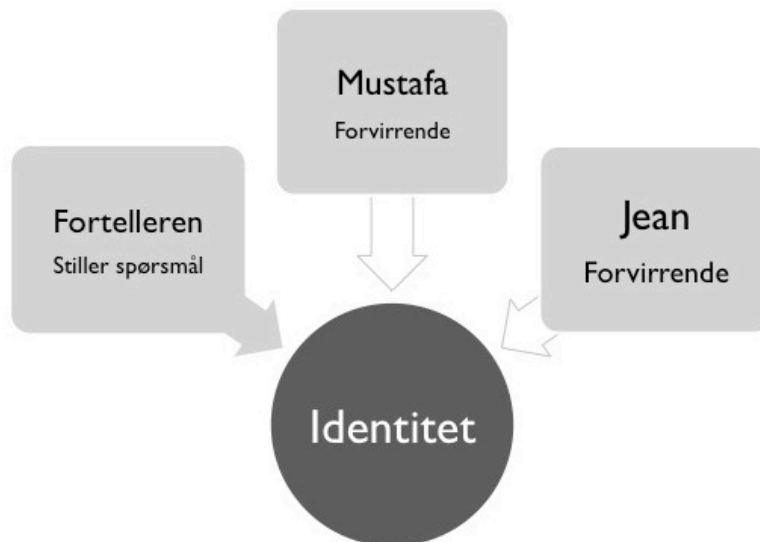 Mustafa
Forvirrende
Fortelleren
Stiller spørsmål
Jean
Forvirrende
Identitet